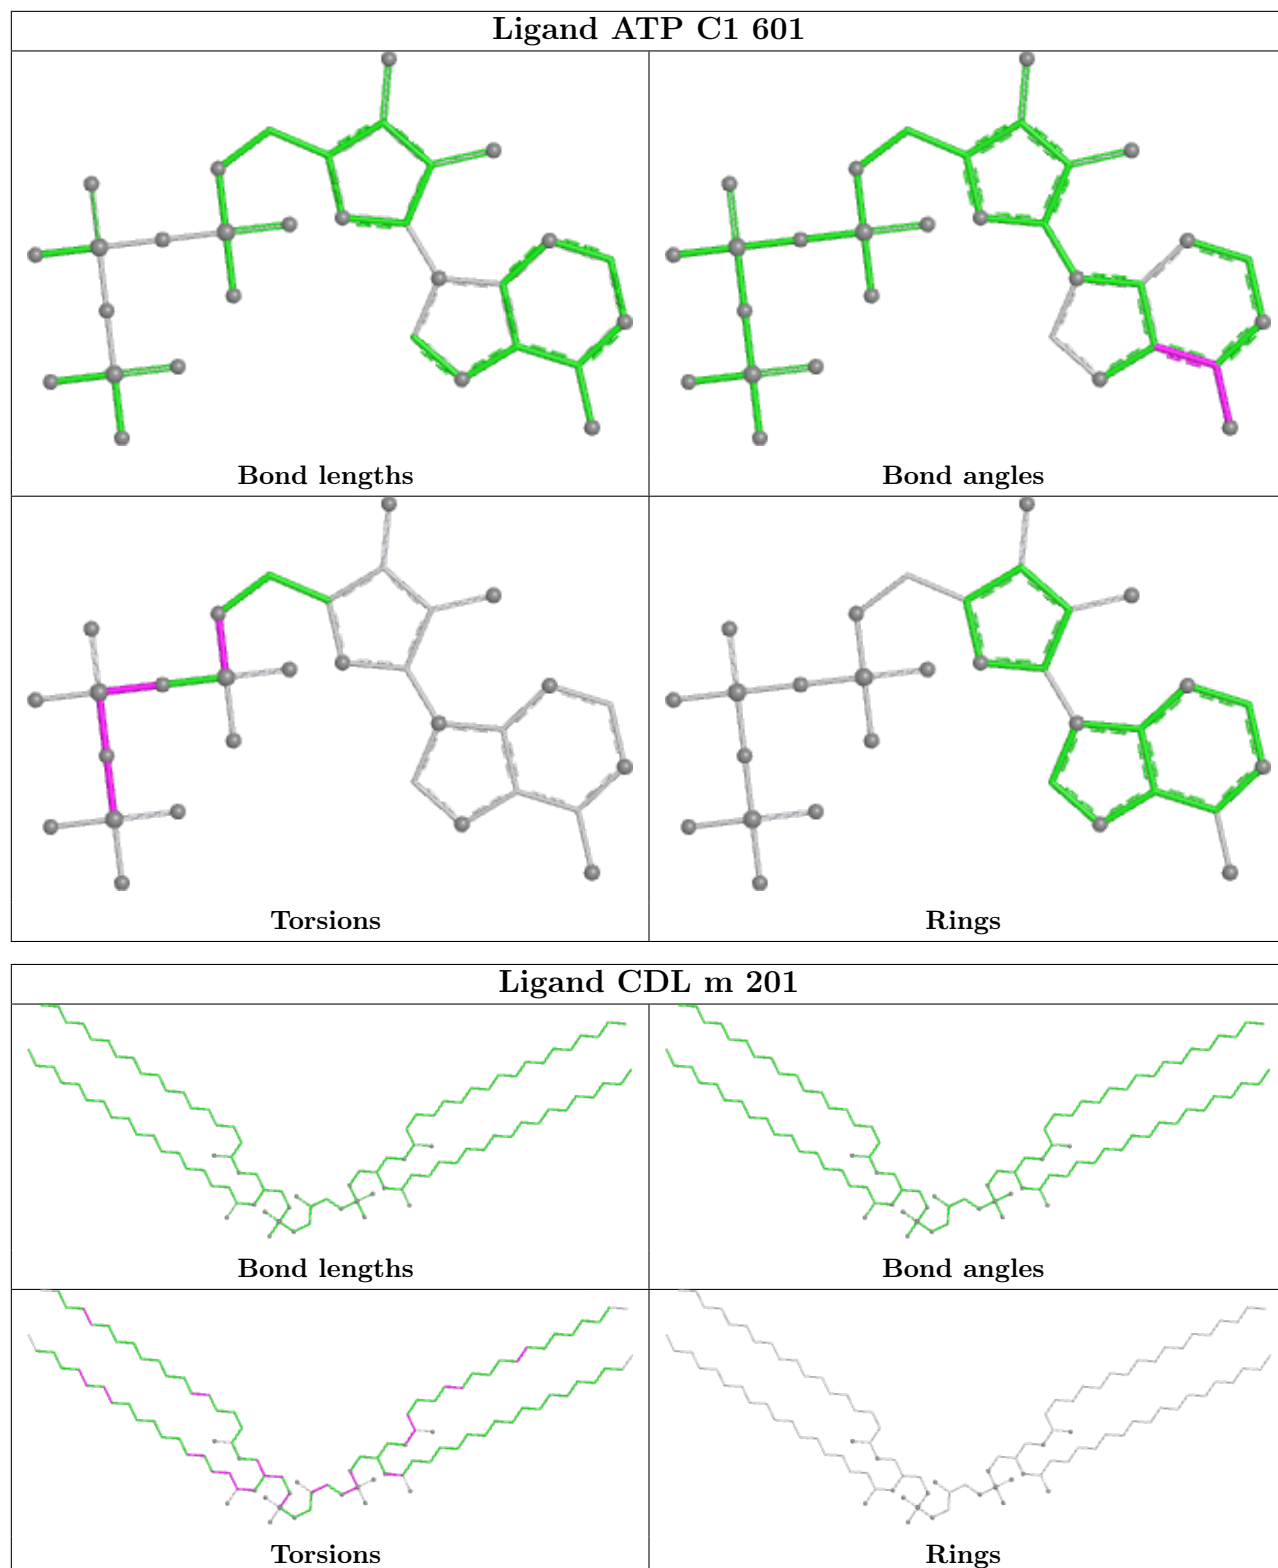 Ligand ATP C1 601
Bond lengths
Bond angles
Torsions
Rings
Ligand CDL m 201
Bond lengths
Bond angles
Torsions
Rings